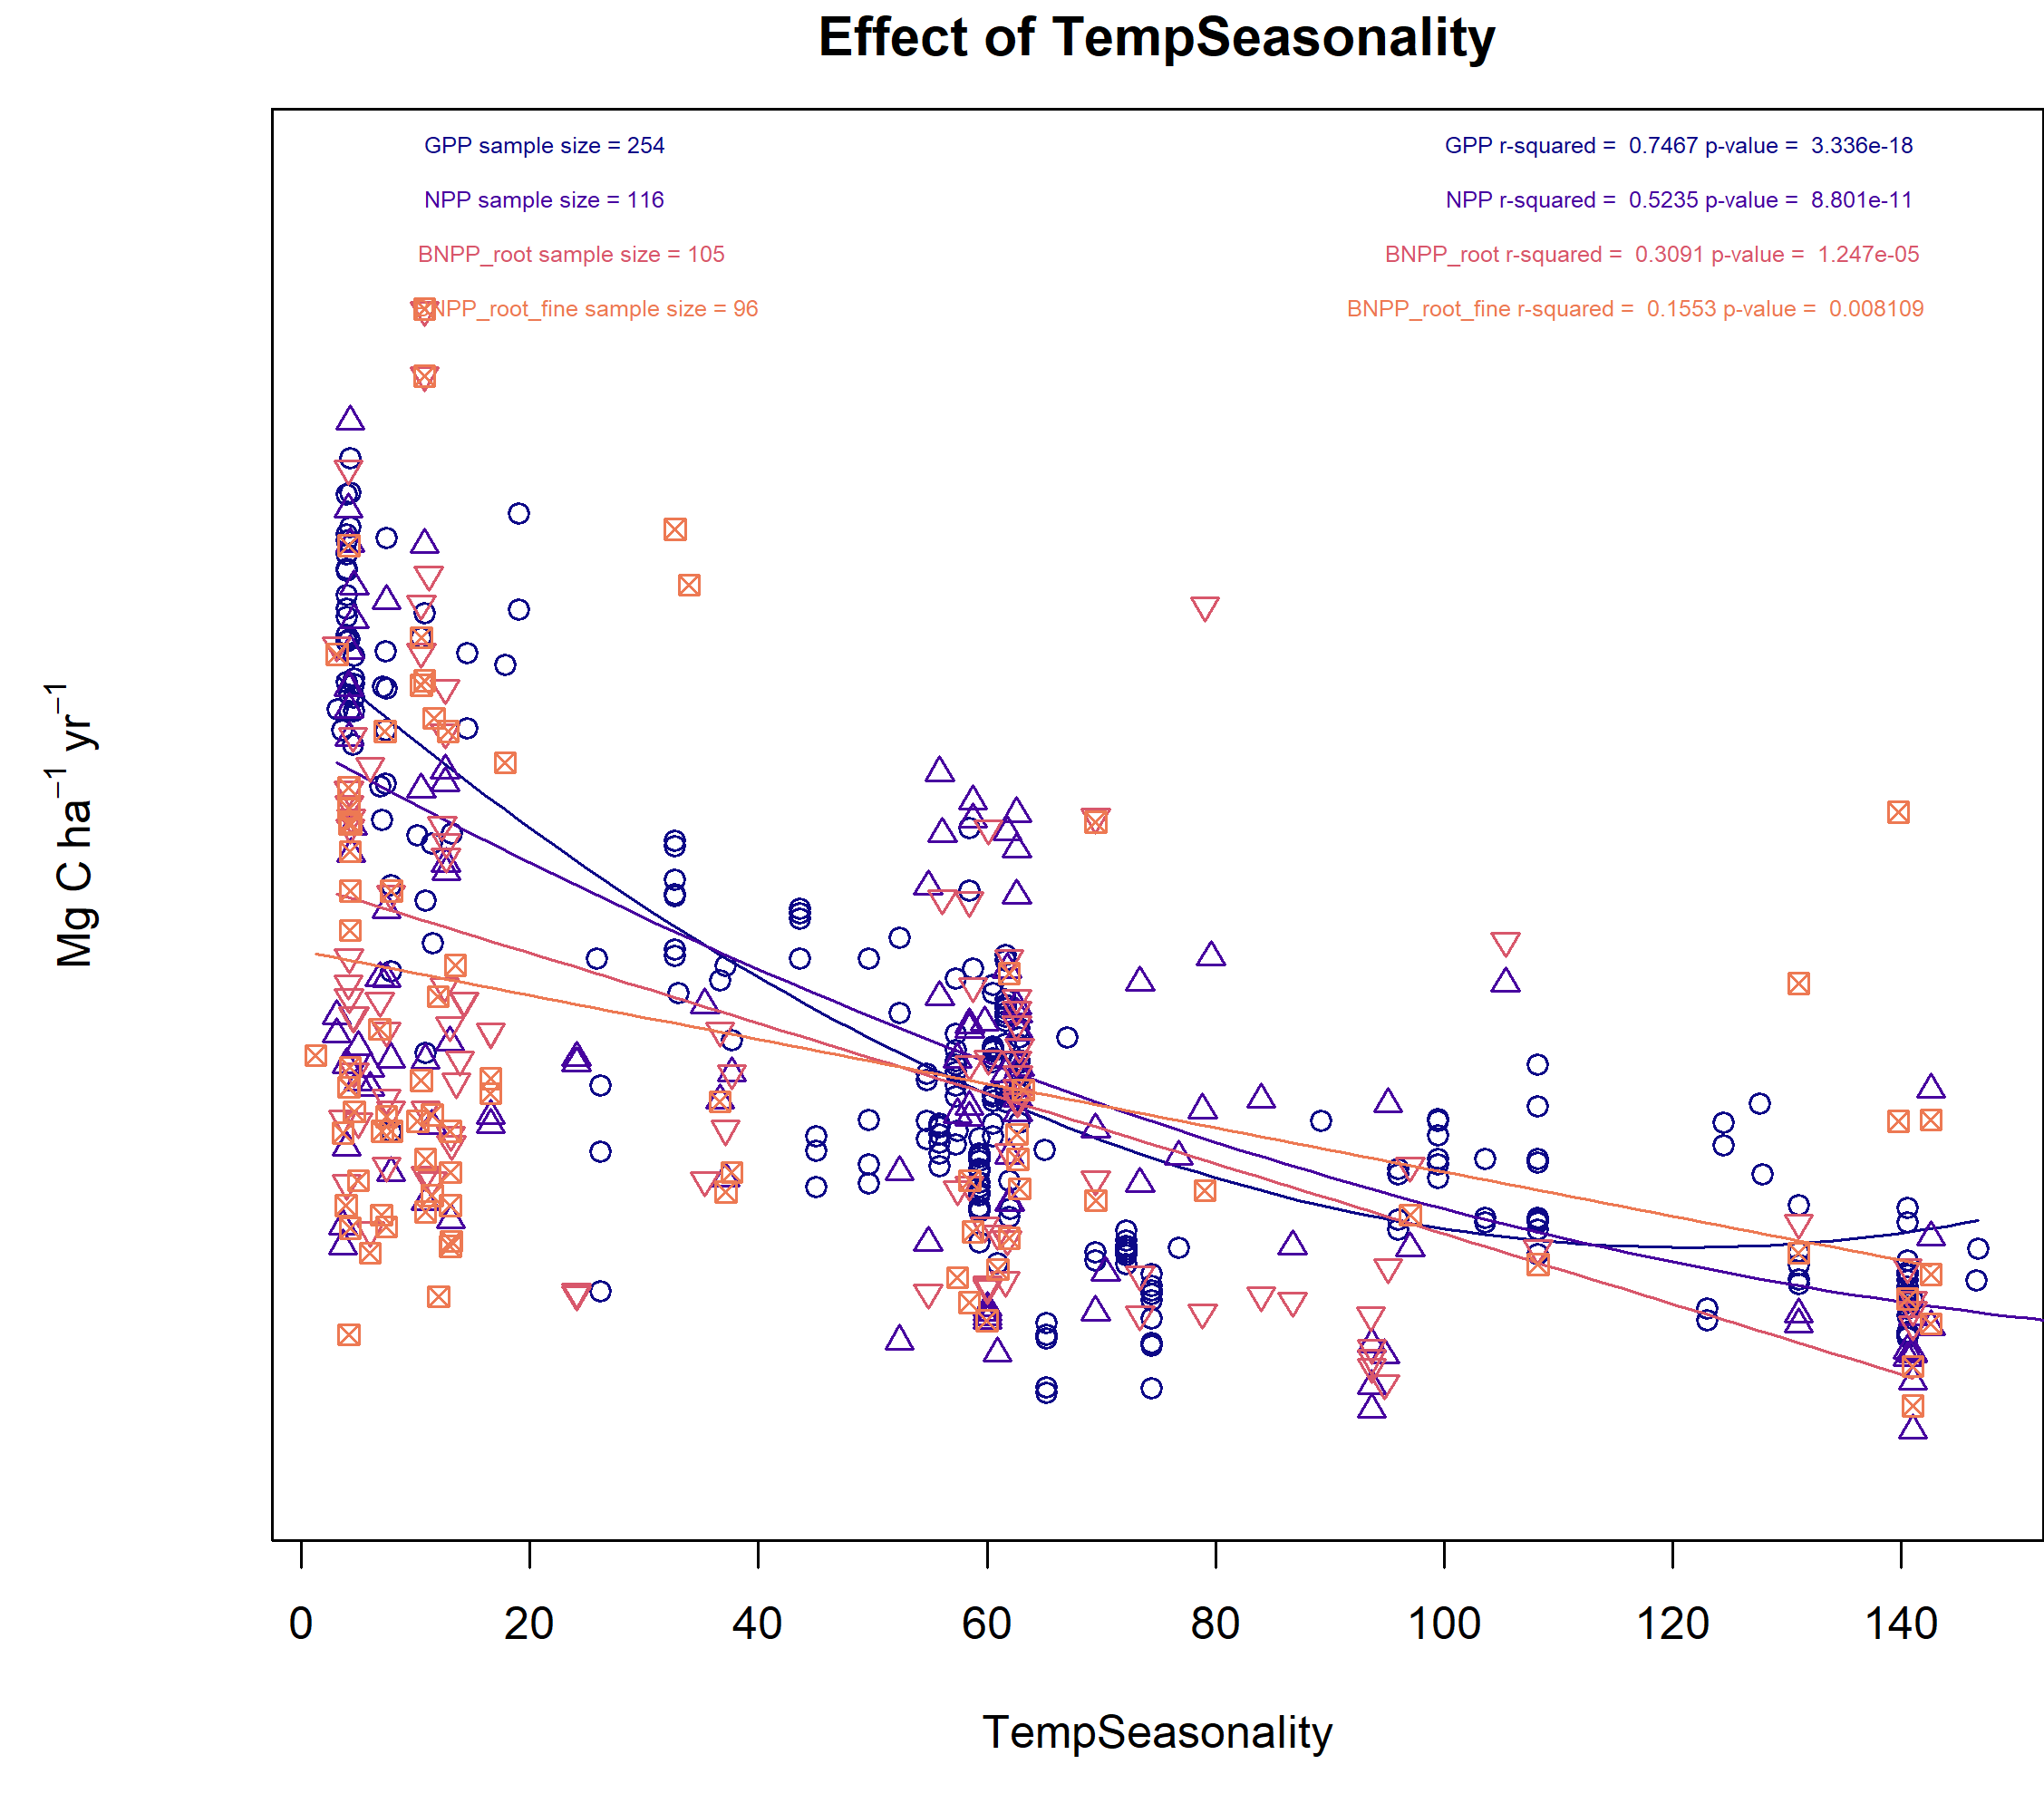 Effect of TempSeasonality
GPP sample size = 254
GPP r-squared = 0.7467 p-value = 3.336e-18
NPP sample size = 116
NPP r-squared = 0.5235 p-value = 8.801e-11
BNPP_root sample size = 105
BNPP_root r-squared = 0.3091 p-value = 1.247e-05
BNPP_root_fine sample size = 96
BNPP_root_fine r-squared = 0.1553 p-value = 0.008109
Mg C ha⁻¹ yr⁻¹
0 20 40 60 80 100 120 140
TempSeasonality